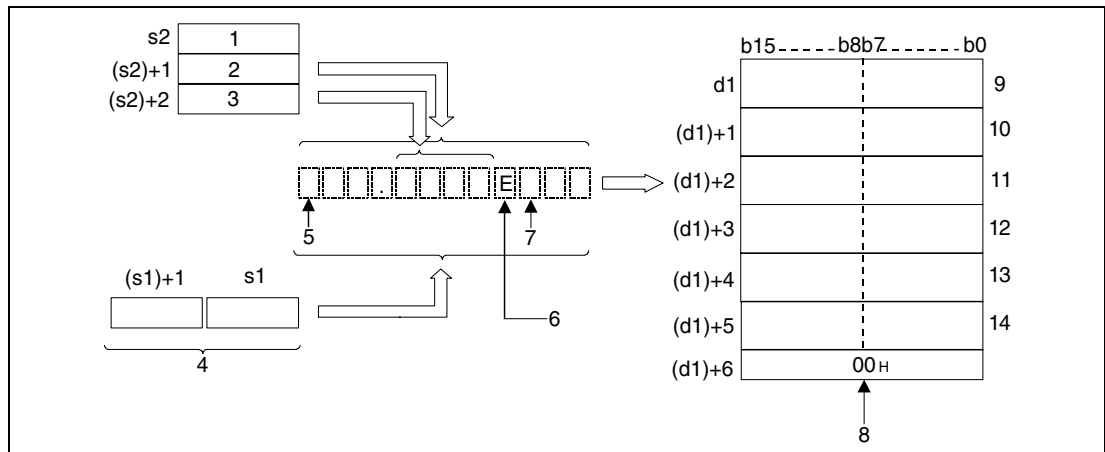 s2 1
(s2)+1 2
(s2)+2 3
. E
5 7
6
(s1)+1 s1
4
b15 b8b7 b0
d1 9
(d1)+1 10
(d1)+2 11
(d1)+3 12
(d1)+4 13
(d1)+5 14
(d1)+6 00H
8